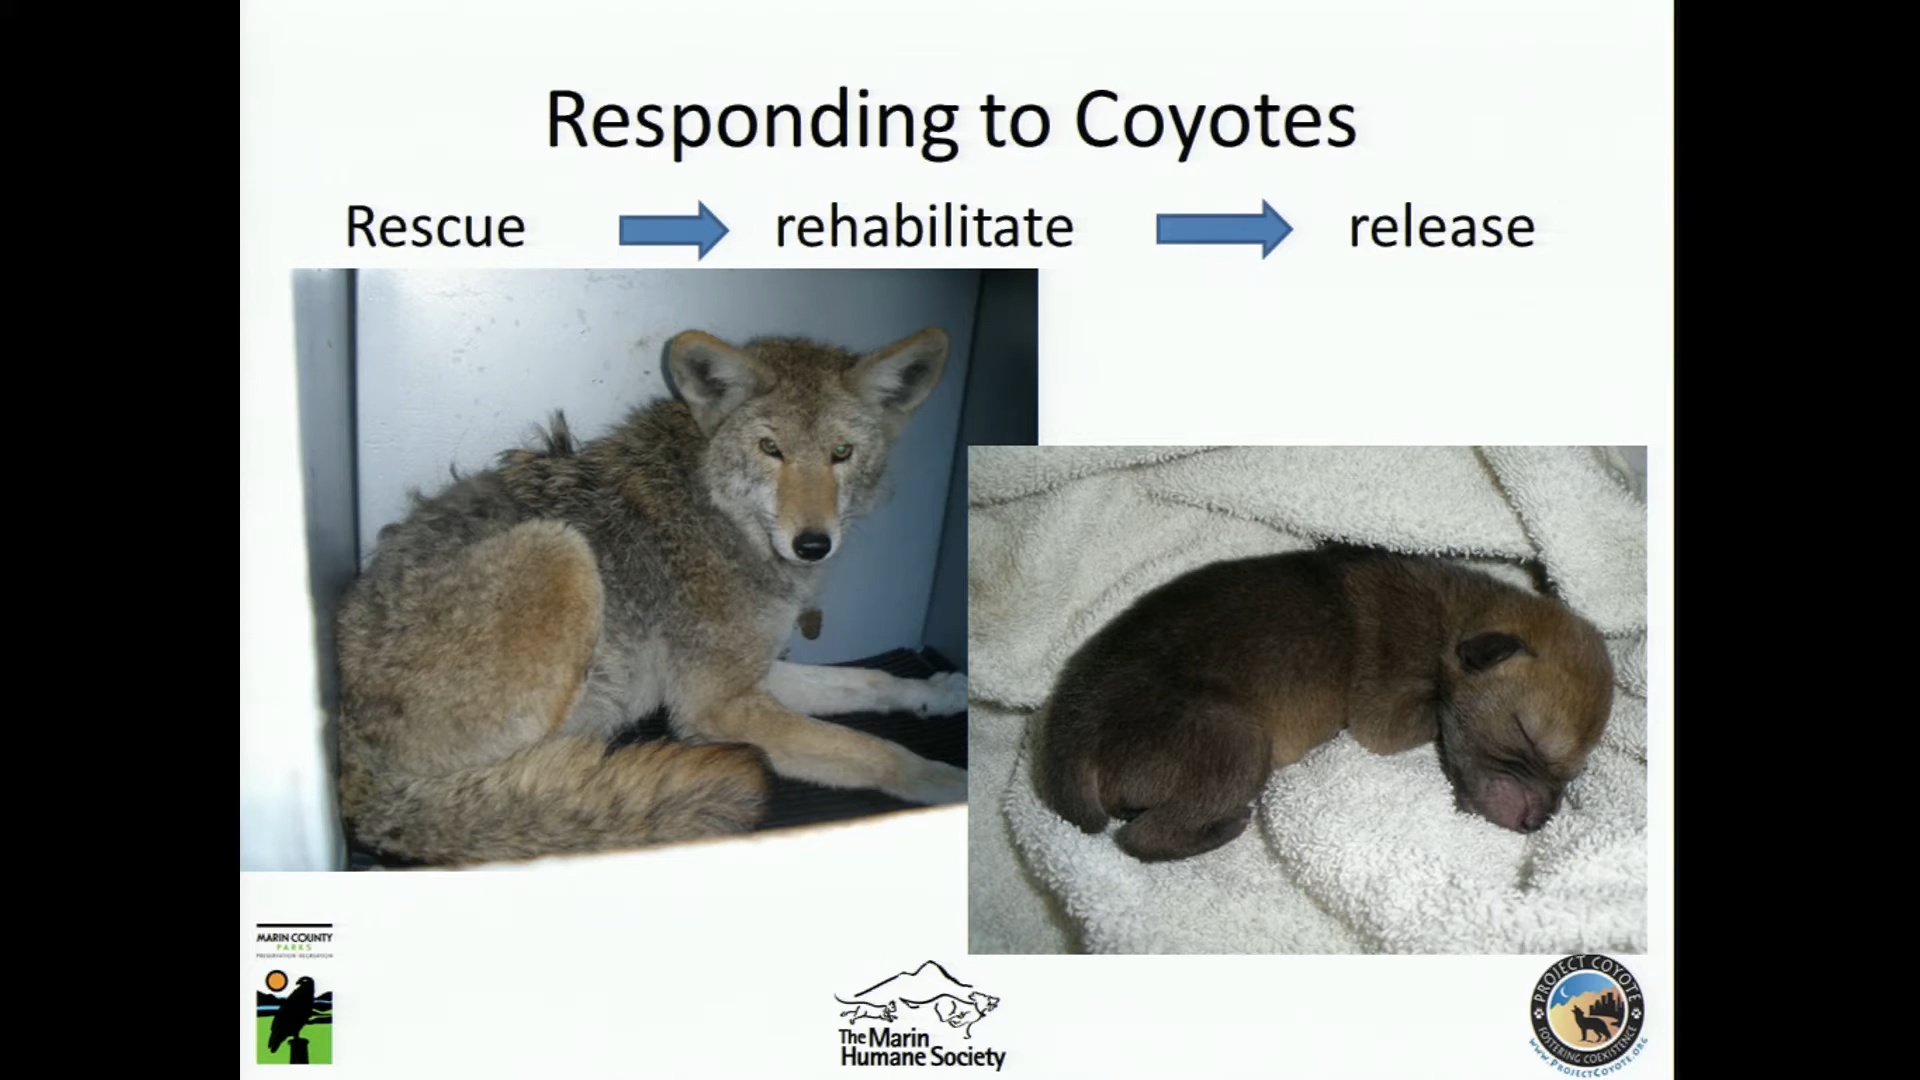 Responding to Coyotes
Rescue rehabilitate release
MARIN COUNTY
PARKS
PRESERVATION RECREATION
The Marin
Humane Society
PROJECT COYOTE
FOSTERING COEXISTENCE
WWW.PROJECTCOYOTE.ORG